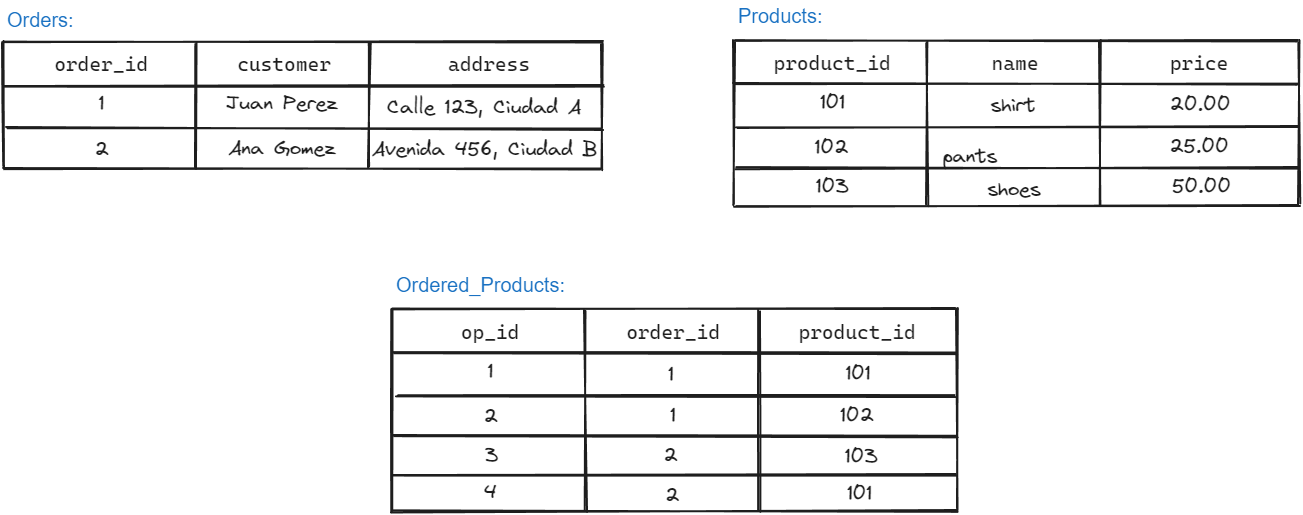 Orders:
order_id customer address
1 Juan Perez Calle 123, Ciudad A
2 Ana Gomez Avenida 456, Ciudad B
Products:
product_id name price
101 shirt 20.00
102 pants 25.00
103 shoes 50.00
Ordered_Products:
op_id order_id product_id
1 1 101
2 1 102
3 2 103
4 2 101